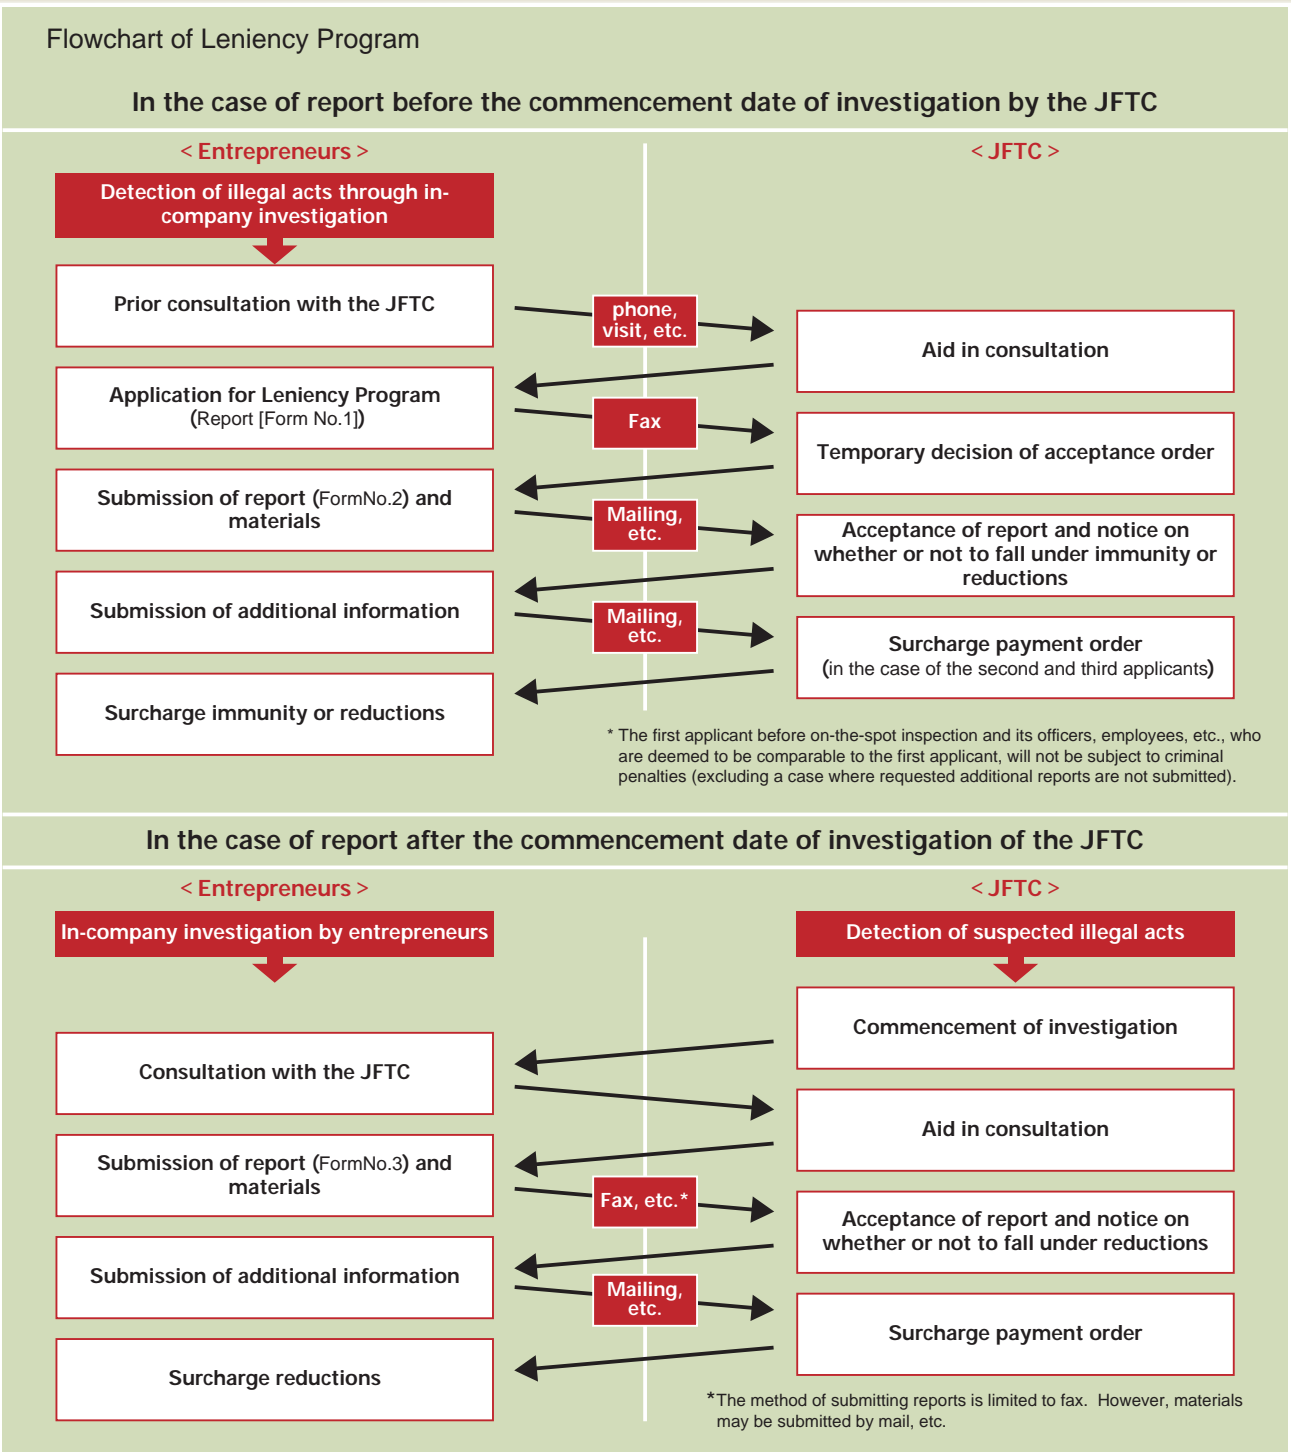 Flowchart of Leniency Program
In the case of report before the commencement date of investigation by the JFTC
< Entrepreneurs >
< JFTC >
Detection of illegal acts through in-
company investigation
Prior consultation with the JFTC
phone,
visit, etc.
Aid in consultation
Application for Leniency Program
(Report [Form No.1])
Fax
Temporary decision of acceptance order
Submission of report (FormNo.2) and
materials
Mailing,
etc.
Acceptance of report and notice on
whether or not to fall under immunity or
reductions
Submission of additional information
Mailing,
etc.
Surcharge payment order
(in the case of the second and third applicants)
Surcharge immunity or reductions
* The first applicant before on-the-spot inspection and its officers, employees, etc., who
are deemed to be comparable to the first applicant, will not be subject to criminal
penalties (excluding a case where requested additional reports are not submitted).
In the case of report after the commencement date of investigation of the JFTC
< Entrepreneurs >
< JFTC >
In-company investigation by entrepreneurs
Detection of suspected illegal acts
Commencement of investigation
Consultation with the JFTC
Aid in consultation
Submission of report (FormNo.3) and
materials
Fax, etc.*
Acceptance of report and notice on
whether or not to fall under reductions
Submission of additional information
Mailing,
etc.
Surcharge payment order
Surcharge reductions
*The method of submitting reports is limited to fax. However, materials
may be submitted by mail, etc.